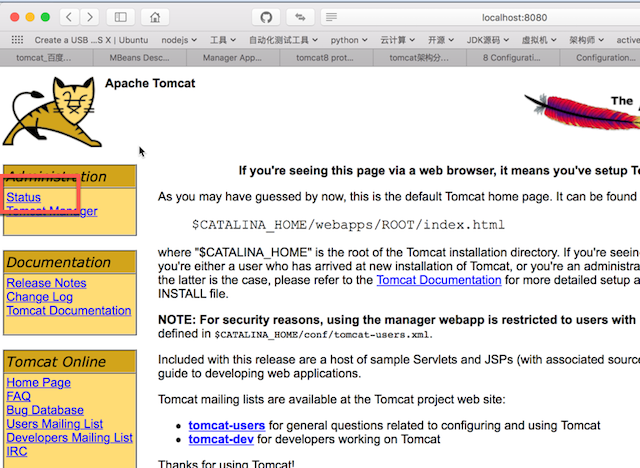 localhost:8080
Create a USB ...S X | Ubuntu nodejs 工具 自动化测试工具 python 云计算 开源 JDK源码 虚拟机 架构师 active
tomcat_百度... MBeans Desc... Manager App... tomcat8 prot... tomcat架构分... 8 Configurati... Configuration...
Apache Tomcat
The
Administration
Status
Tomcat Manager
Documentation
Release Notes
Change Log
Tomcat Documentation
Tomcat Online
Home Page
FAQ
Bug Database
Users Mailing List
Developers Mailing List
IRC
If you're seeing this page via a web browser, it means you've setup
As you may have guessed by now, this is the default Tomcat home page. It can be found
$CATALINA_HOME/webapps/ROOT/index.html
where "$CATALINA_HOME" is the root of the Tomcat installation directory. If you're seein
you're either a user who has arrived at new installation of Tomcat, or you're an administra
the latter is the case, please refer to the Tomcat Documentation for more detailed setup a
INSTALL file.
NOTE: For security reasons, using the manager webapp is restricted to users with
defined in $CATALINA_HOME/conf/tomcat-users.xml.
Included with this release are a host of sample Servlets and JSPs (with associated sourc
guide to developing web applications.
Tomcat mailing lists are available at the Tomcat project web site:
tomcat-users for general questions related to configuring and using Tomcat
tomcat-dev for developers working on Tomcat
Thanks for using Tomcat!